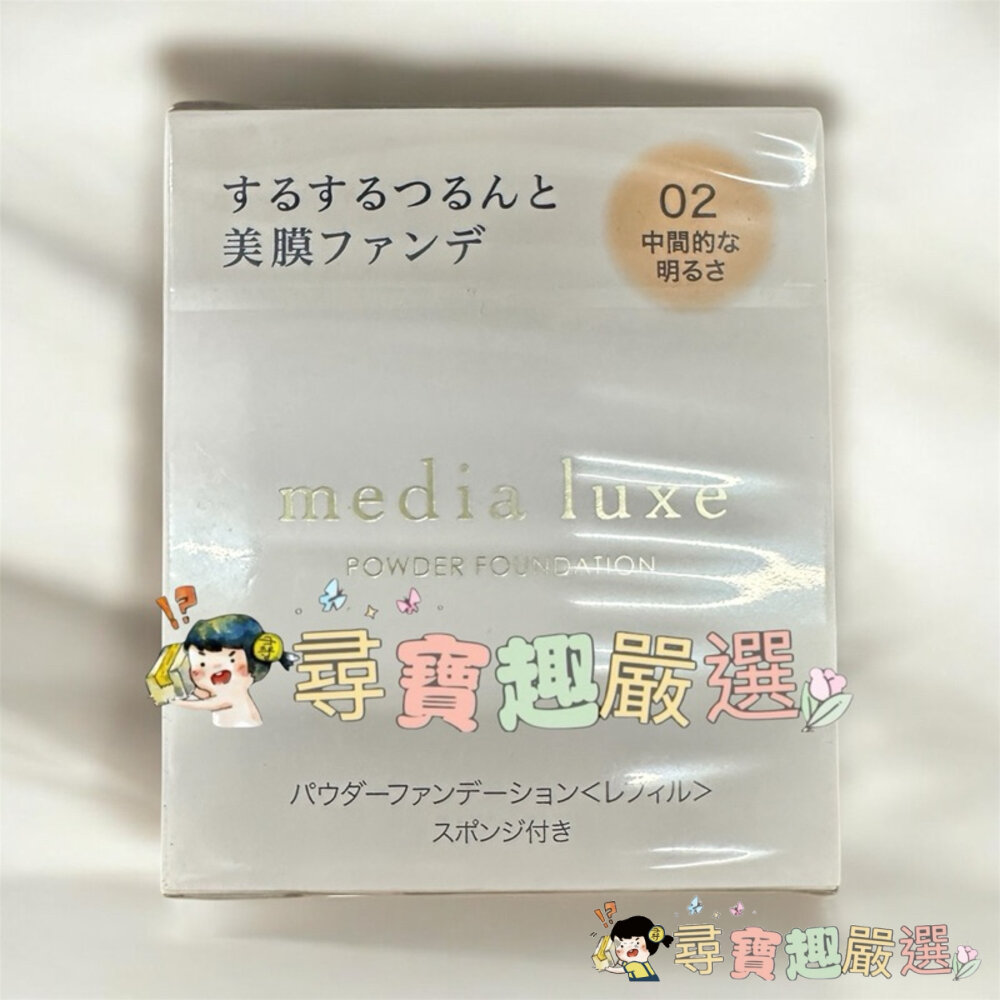 するするつるんと
美膜ファンデ
02
中間的な
明るさ
media luxe
POWDER FOUNDATION
!?
尋寶趣嚴選
パウダーファンデーション<レフィル>
スポンジ付き
!?
尋寶趣嚴選